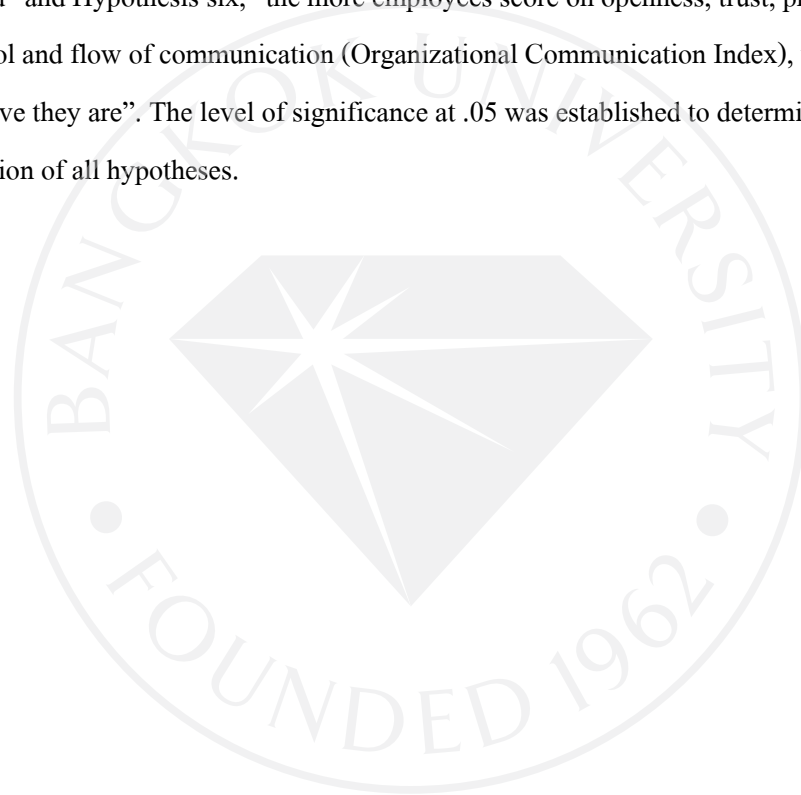 and Hypothesis six, "the more employees score on openness, trust,
ol and flow of communication (Organizational Communication Index),
ve they are". The level of significance at .05 was established to determi
ion of all hypotheses.
BANGKOK UNIVERSITY
• FOUNDED 1962 •